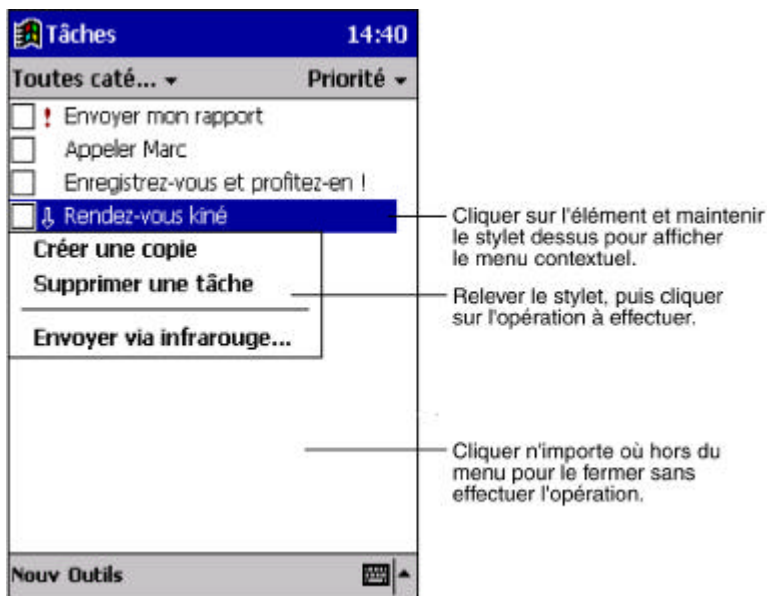 Tâches 14:40
Toutes caté... Priorité
! Envoyer mon rapport
Appeler Marc
Enregistrez-vous et profitez-en !
Rendez-vous kiné
Créer une copie
Supprimer une tâche
Envoyer via infrarouge...
Nouv Outils
Cliquer sur l'élément et maintenir
le stylet dessus pour afficher
le menu contextuel.
Relever le stylet, puis cliquer
sur l'opération à effectuer.
Cliquer n'importe où hors du
menu pour le fermer sans
effectuer l'opération.